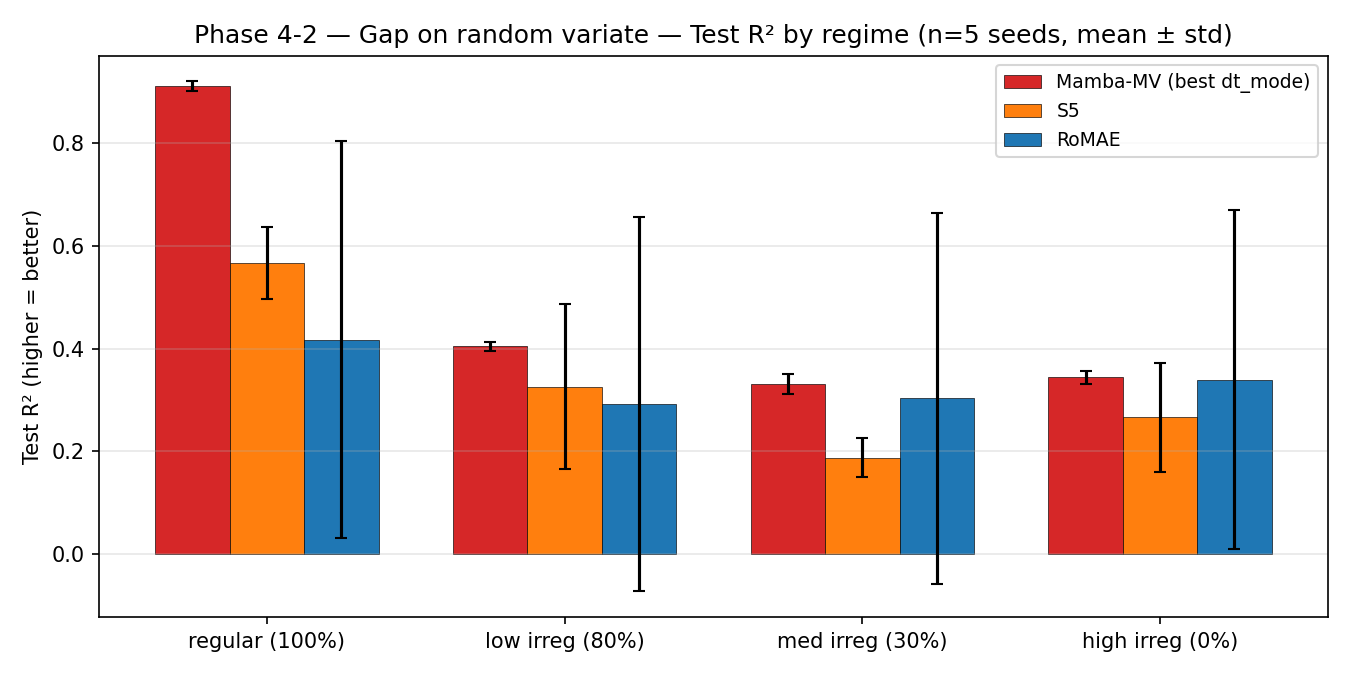 Phase 4-2 — Gap on random variate — Test R² by regime (n=5 seeds, mean ± std)
Mamba-MV (best dt_mode)
S5
RoMAE
Test R² (higher = better)
0.8
0.6
0.4
0.2
0.0
regular (100%)
low irreg (80%)
med irreg (30%)
high irreg (0%)